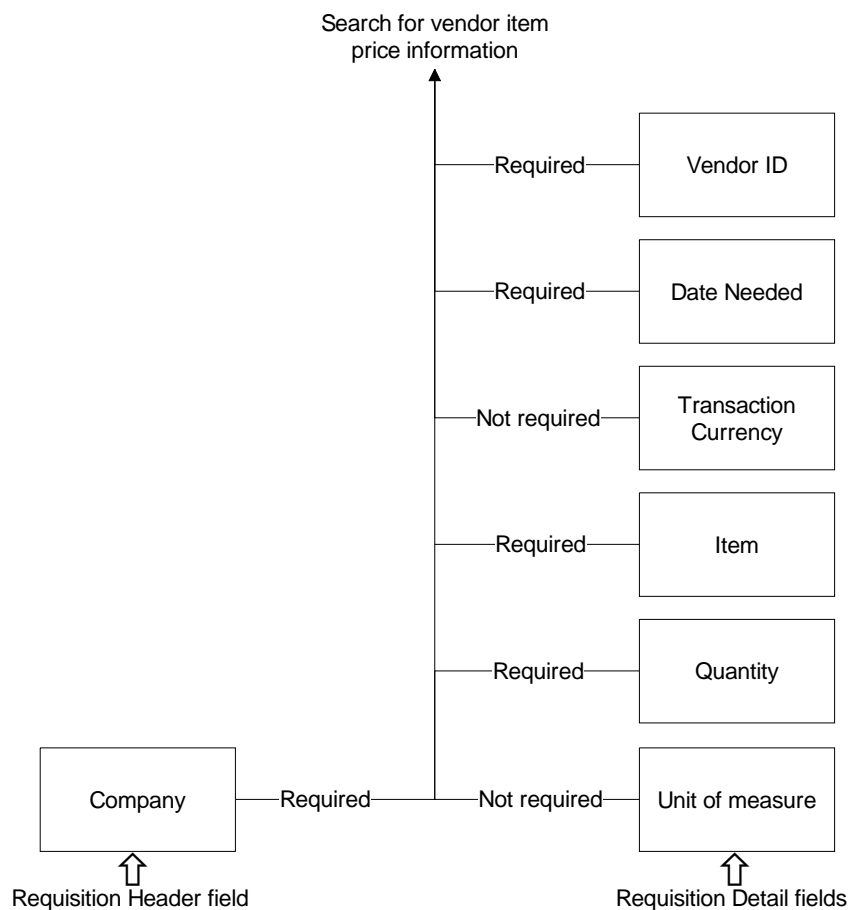 Search for vendor item
price information
Required
Vendor ID
Required
Date Needed
Not required
Transaction
Currency
Required
Item
Required
Quantity
Company
Required
Not required
Unit of measure
Requisition Header field
Requisition Detail fields